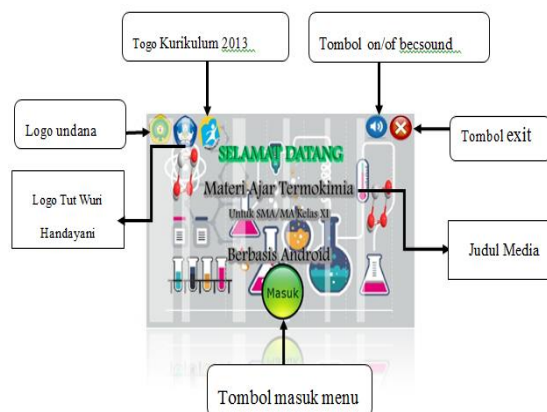 Togo Kurikulum 2013
Tombol on/of becsound
Logo undana
Tombol exit
SELAMAT DATANG
Materi Ajar Termokimia
Untuk SMA/MA Kelas XI
Logo Tut Wuri
Handayani
Judul Media
Berbasis Android
Masuk
Tombol masuk menu